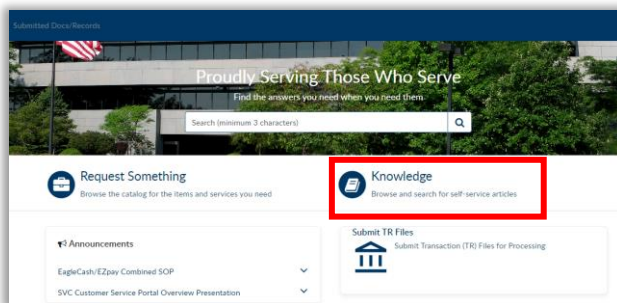 Submitted Docs/Records
Proudly Serving Those Who Serve
Find the answers you need when you need them
Search (minimum 3 characters)
Request Something
Browse the catalog for the items and services you need
Knowledge
Browse and search for self-service articles
Announcements
EagleCash/EZpay Combined SOP
SVC Customer Service Portal Overview Presentation
Submit TR Files
Submit Transaction (TR) Files for Processing